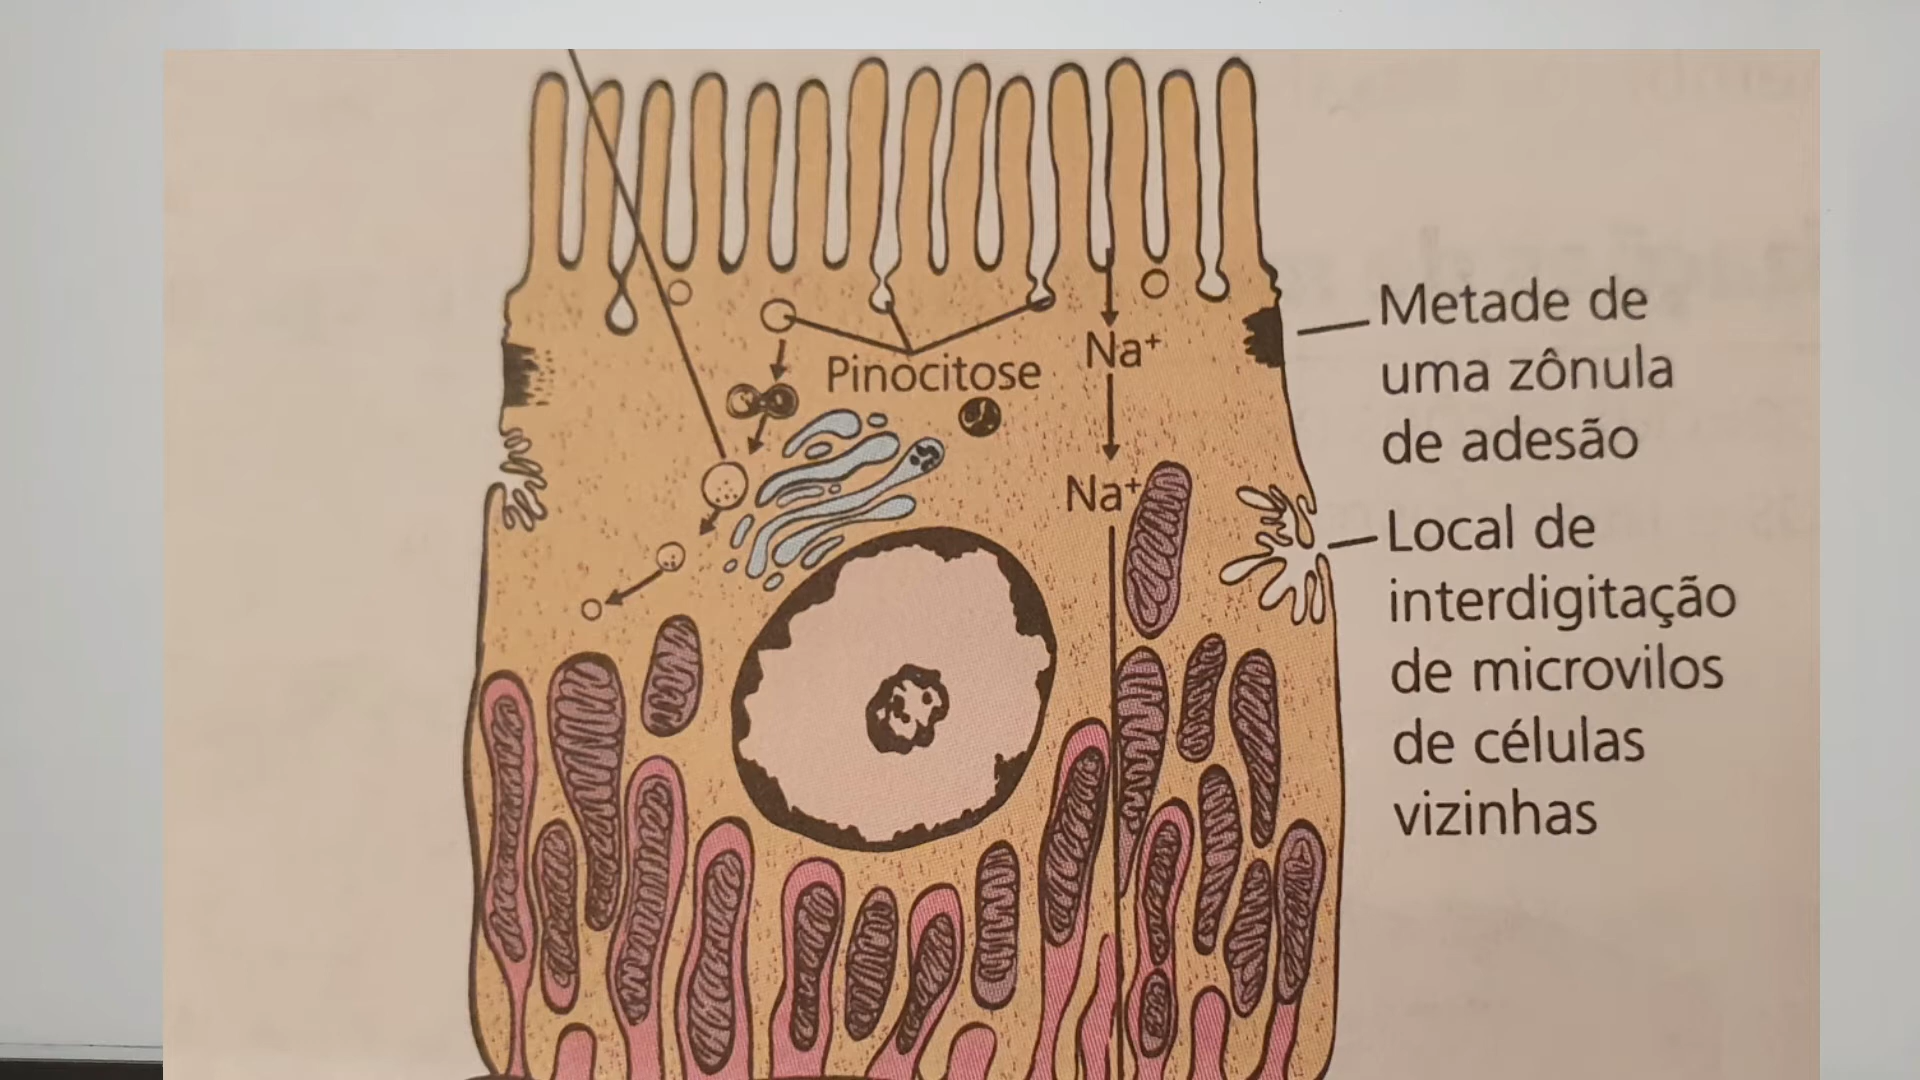 Pinocitose
Na⁺
Na⁺
Metade de
uma zônula
de adesão
Local de
interdigitação
de microvilos
de células
vizinhas